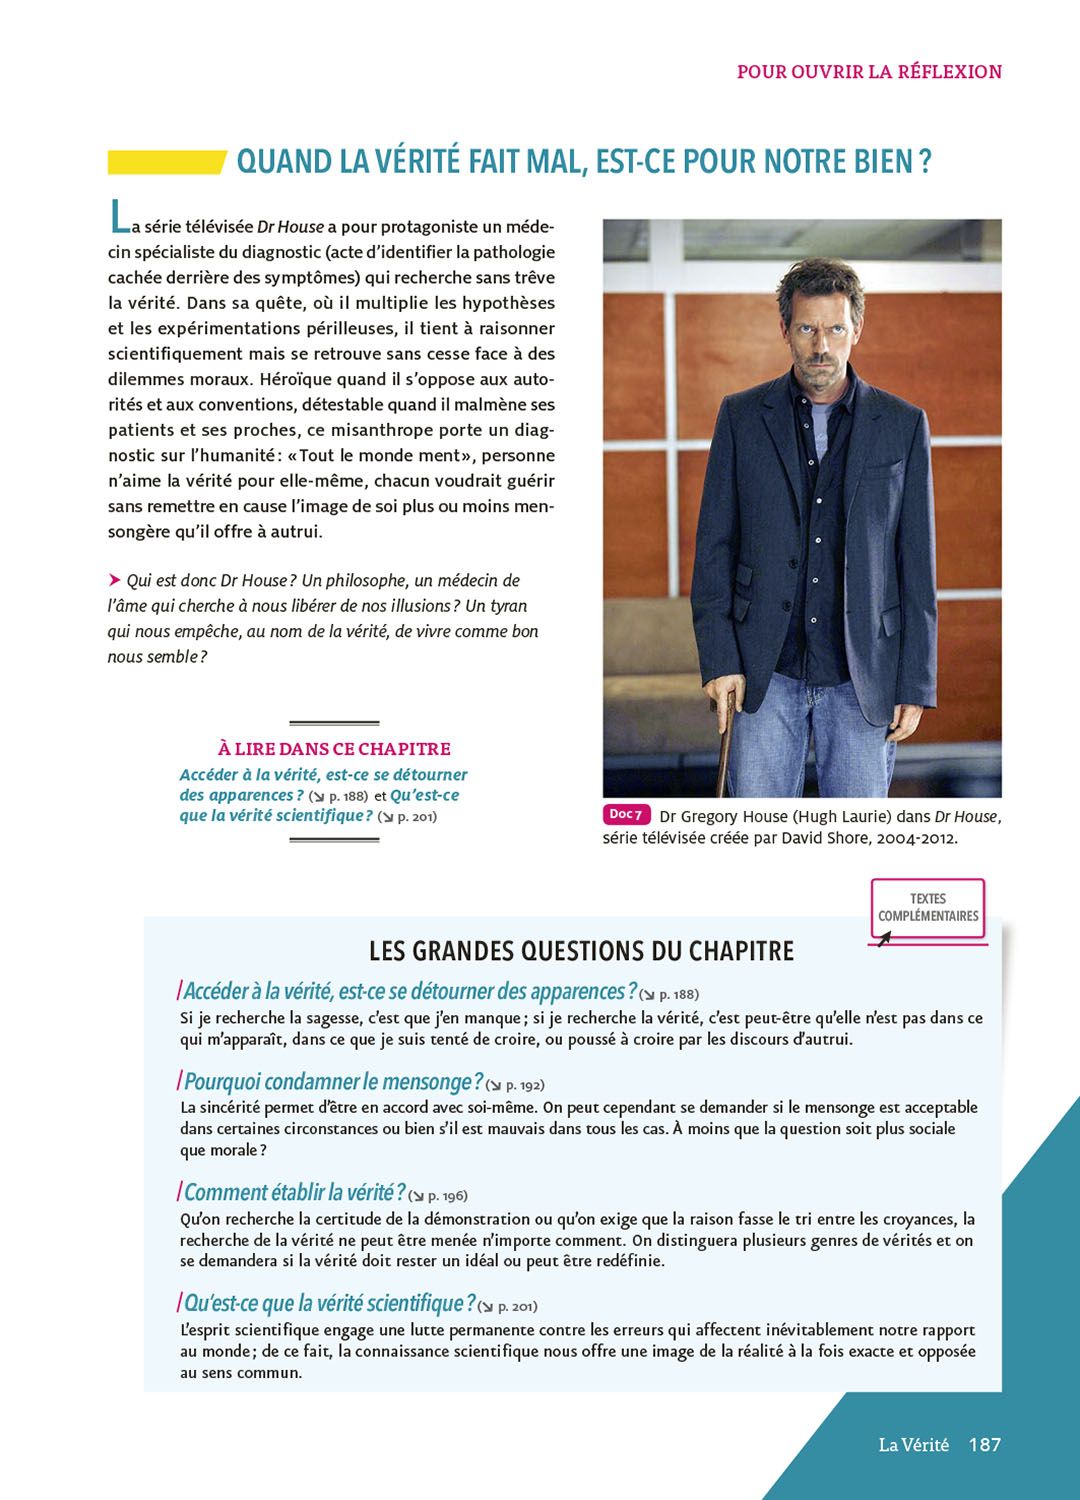 POUR OUVRIR LA RÉFLEXION
QUAND LA VÉRITÉ FAIT MAL, EST-CE POUR NOTRE BIEN ?
La série télévisée Dr House a pour protagoniste un méde-
cin spécialiste du diagnostic (acte d’identifier la pathologie
cachée derrière des symptômes) qui recherche sans trêve
la vérité. Dans sa quête, où il multiplie les hypothèses
et les expérimentations périlleuses, il tient à raisonner
scientifiquement mais se retrouve sans cesse face à des
dilemmes moraux. Héroïque quand il s’oppose aux auto-
rités et aux conventions, détestable quand il malmène ses
patients et ses proches, ce misanthrope porte un diag-
nostic sur l’humanité : « Tout le monde ment », personne
n’aime la vérité pour elle-même, chacun voudrait guérir
sans remettre en cause l’image de soi plus ou moins men-
songère qu’il offre à autrui.
➤ Qui est donc Dr House ? Un philosophe, un médecin de
l’âme qui cherche à nous libérer de nos illusions ? Un tyran
qui nous empêche, au nom de la vérité, de vivre comme bon
nous semble ?
À LIRE DANS CE CHAPITRE
Accéder à la vérité, est-ce se détourner
des apparences ? (↘ p. 188) et Qu’est-ce
que la vérité scientifique ? (↘ p. 201)
Doc 7 Dr Gregory House (Hugh Laurie) dans Dr House,
série télévisée créée par David Shore, 2004-2012.
TEXTES
COMPLÉMENTAIRES
LES GRANDES QUESTIONS DU CHAPITRE
/Accéder à la vérité, est-ce se détourner des apparences ? (↘ p. 188)
Si je recherche la sagesse, c’est que j’en manque ; si je recherche la vérité, c’est peut-être qu’elle n’est pas dans ce
qui m’apparaît, dans ce que je suis tenté de croire, ou poussé à croire par les discours d’autrui.
/Pourquoi condamner le mensonge ? (↘ p. 192)
La sincérité permet d’être en accord avec soi-même. On peut cependant se demander si le mensonge est acceptable
dans certaines circonstances ou bien s’il est mauvais dans tous les cas. À moins que la question soit plus sociale
que morale ?
/Comment établir la vérité ? (↘ p. 196)
Qu’on recherche la certitude de la démonstration ou qu’on exige que la raison fasse le tri entre les croyances, la
recherche de la vérité ne peut être menée n’importe comment. On distinguera plusieurs genres de vérités et on
se demandera si la vérité doit rester un idéal ou peut être redéfinie.
/Qu’est-ce que la vérité scientifique ? (↘ p. 201)
L’esprit scientifique engage une lutte permanente contre les erreurs qui affectent inévitablement notre rapport
au monde ; de ce fait, la connaissance scientifique nous offre une image de la réalité à la fois exacte et opposée
au sens commun.
La Vérité 187